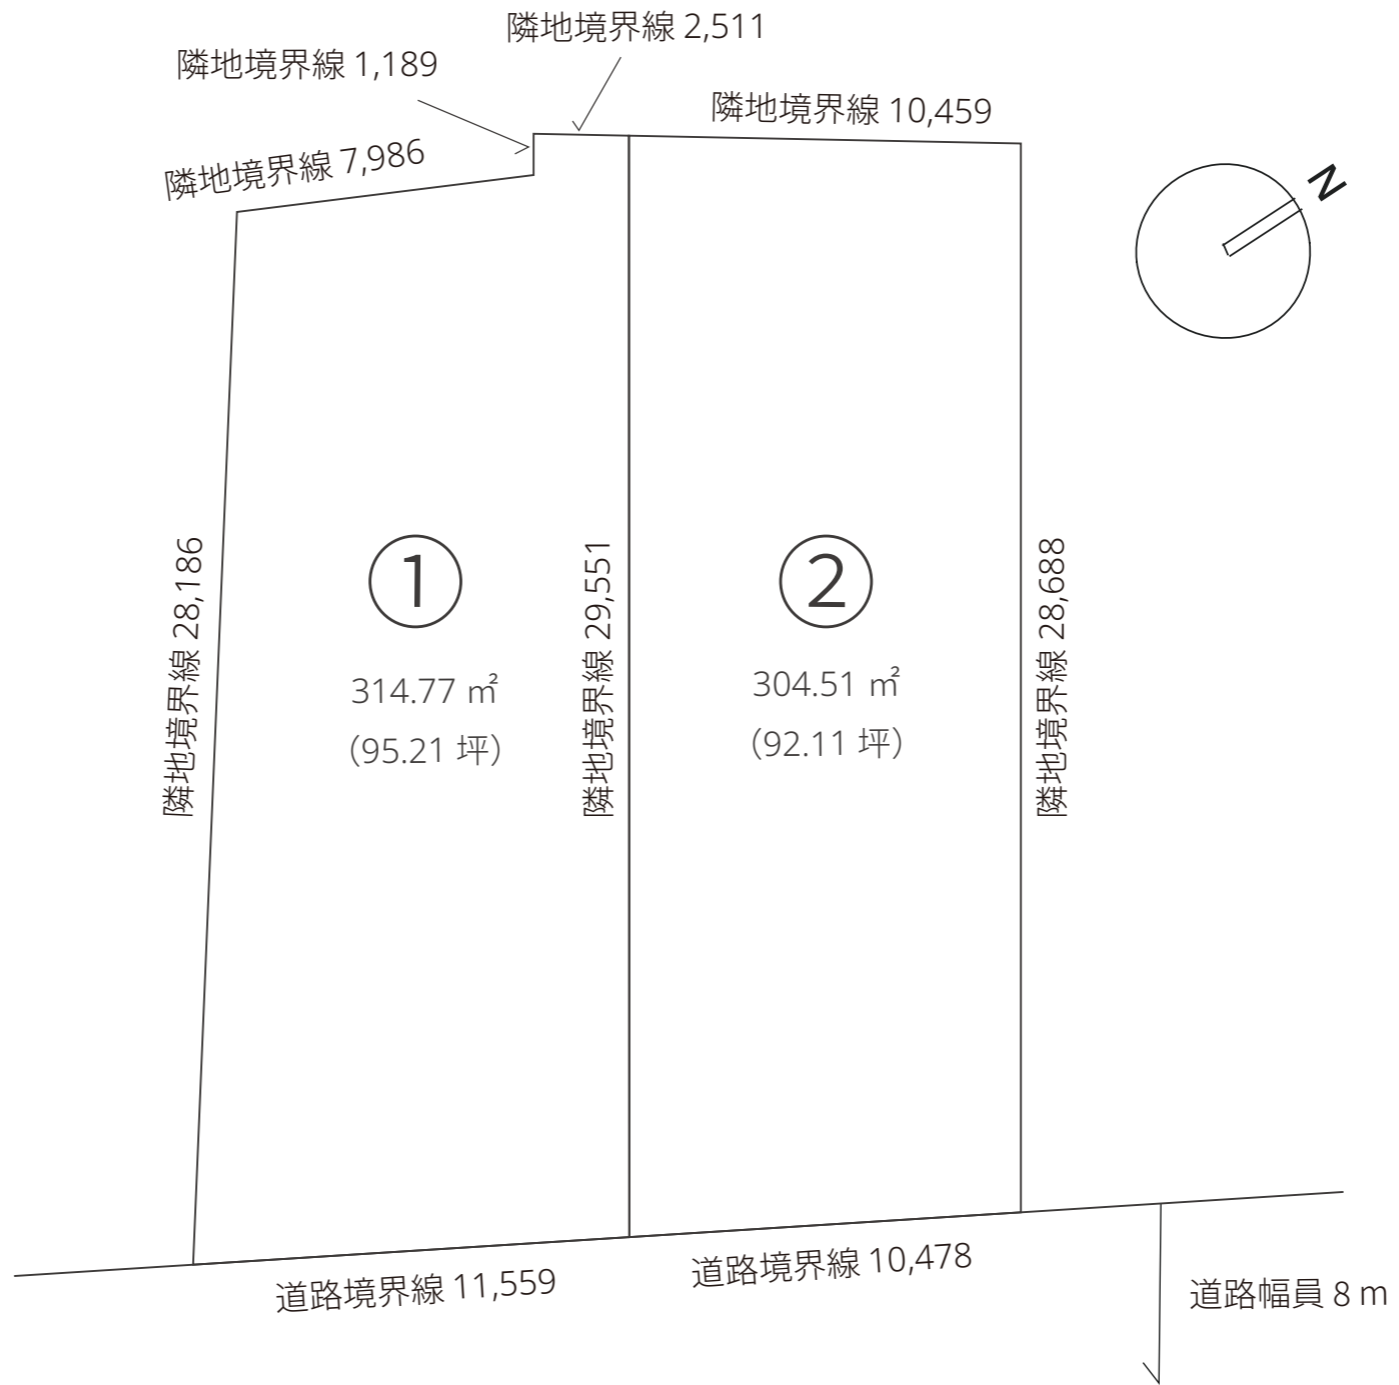 隣地境界線 2,511
隣地境界線 1,189
隣地境界線 10,459
隣地境界線 7,986
N
隣地境界線 28,186
①
314.77 ㎡
（95.21 坪）
隣地境界線 29,551
②
304.51 ㎡
（92.11 坪）
隣地境界線 28,688
道路境界線 11,559
道路境界線 10,478
道路幅員 8 m